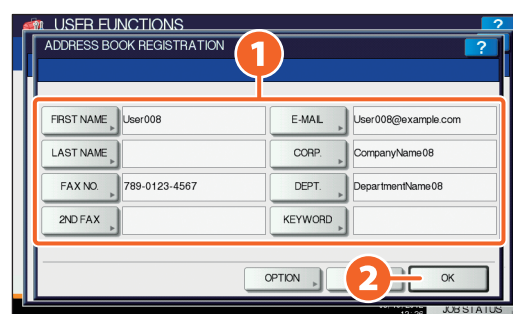 USER FUNCTIONS ?
ADDRESS BOOK REGISTRATION ?
1
FIRST NAME User008 E-MAIL User008@example.com
LAST NAME CORP. CompanyName08
FAX NO. 789-0123-4567 DEPT. DepartmentName08
2ND FAX KEYWORD
OPTION 2 OK
JOB STATUS